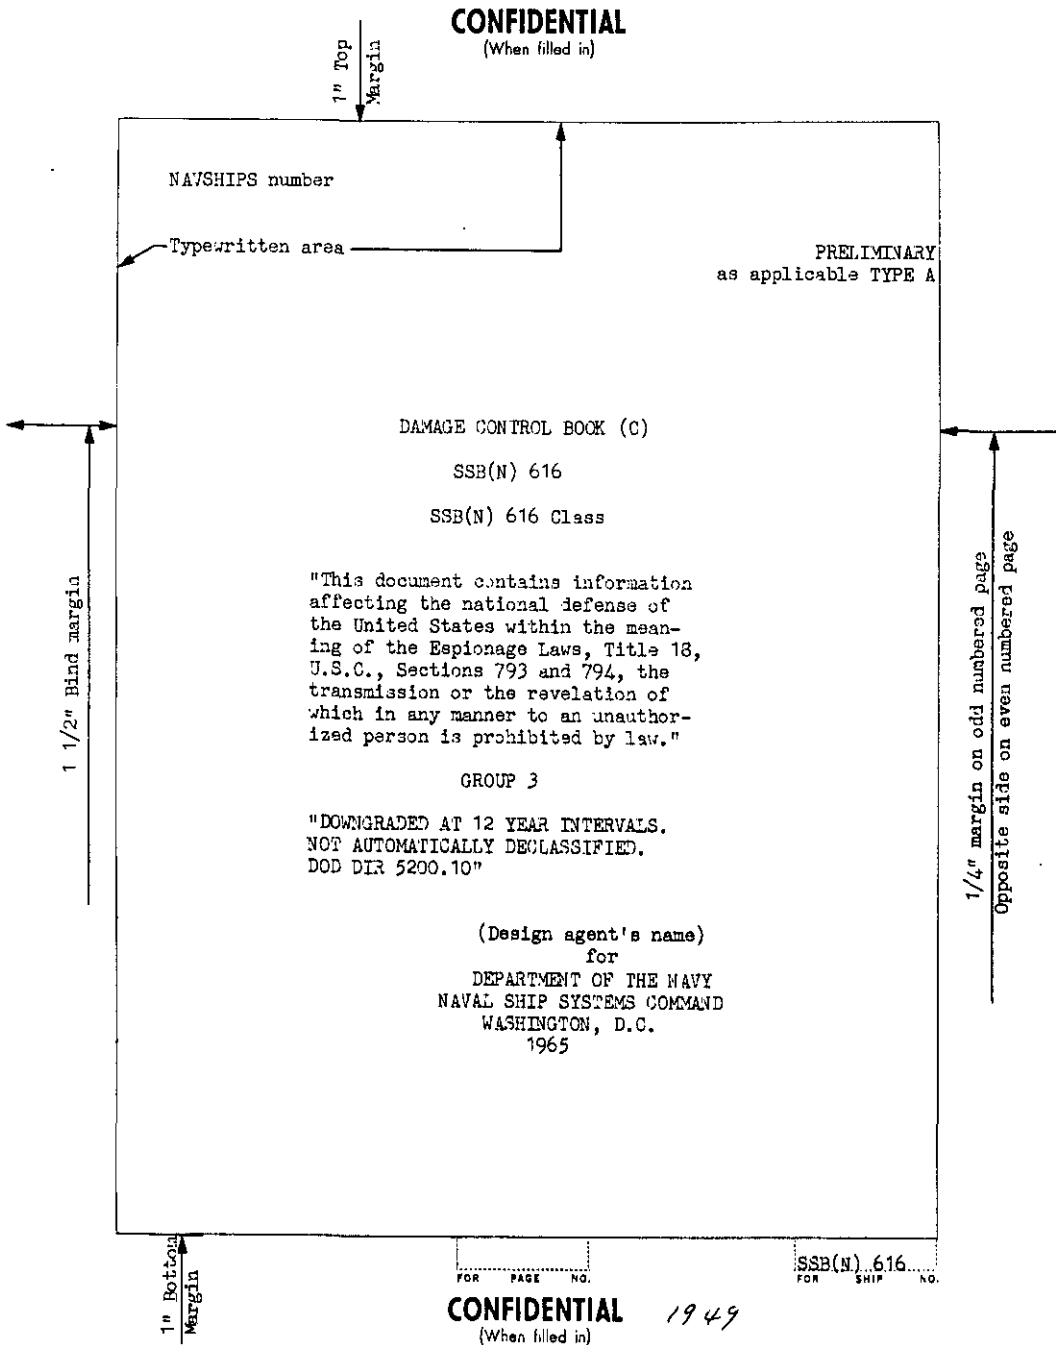 CONFIDENTIAL
(When filled in)
1" Top
Margin
NAVSHIPS number
Typewritten area
PRELIMINARY
as applicable TYPE A
DAMAGE CONTROL BOOK (C)
SSB(N) 616
SSB(N) 616 Class
"This document contains information
affecting the national defense of
the United States within the mean-
ing of the Espionage Laws, Title 18,
U.S.C., Sections 793 and 794, the
transmission or the revelation of
which in any manner to an unauthor-
ized person is prohibited by law."
GROUP 3
"DOWNGRADED AT 12 YEAR INTERVALS.
NOT AUTOMATICALLY DECLASSIFIED.
DOD DIR 5200.10"
1 1/2" Bind margin
1/4" margin on odd numbered page
Opposite side on even numbered page
(Design agent's name)
for
DEPARTMENT OF THE NAVY
NAVAL SHIP SYSTEMS COMMAND
WASHINGTON, D.C.
1965
1" Bottom
Margin
FOR PAGE NO.
SSB(N) 616
FOR SHIP NO.
CONFIDENTIAL
(When filled in)
1949